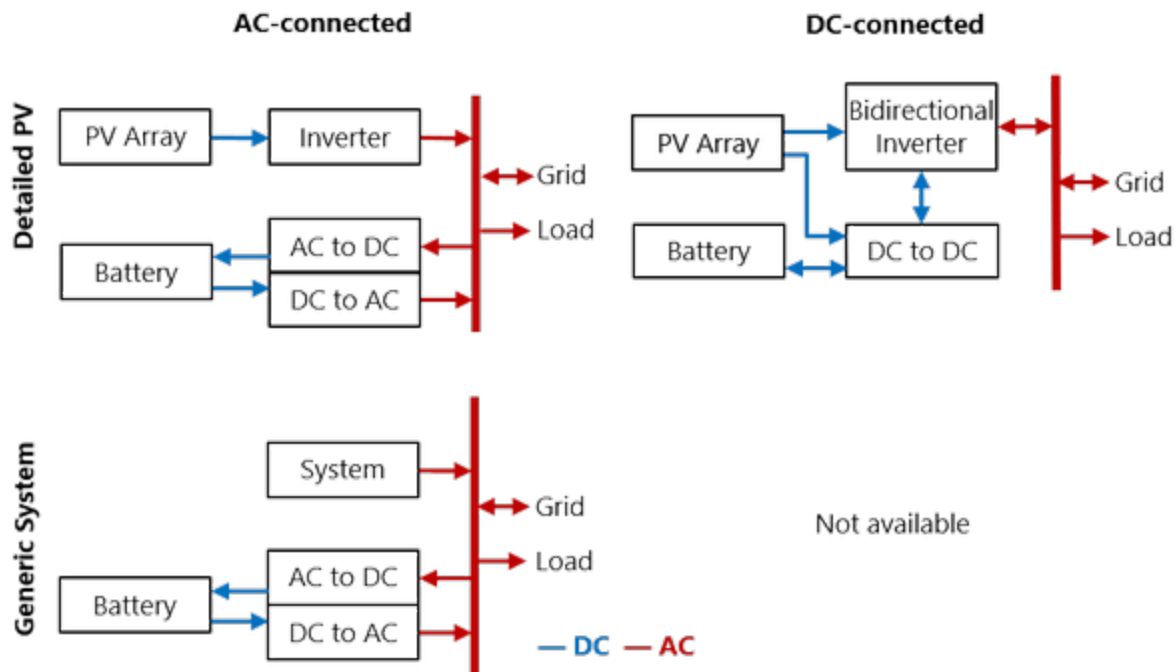 AC-connected
DC-connected
Detailed PV
PV Array
Inverter
Grid
Load
Battery
AC to DC
DC to AC
PV Array
Bidirectional
Inverter
Grid
Load
Battery
DC to DC
Generic System
System
Grid
Load
Battery
AC to DC
DC to AC
Not available
DC
AC